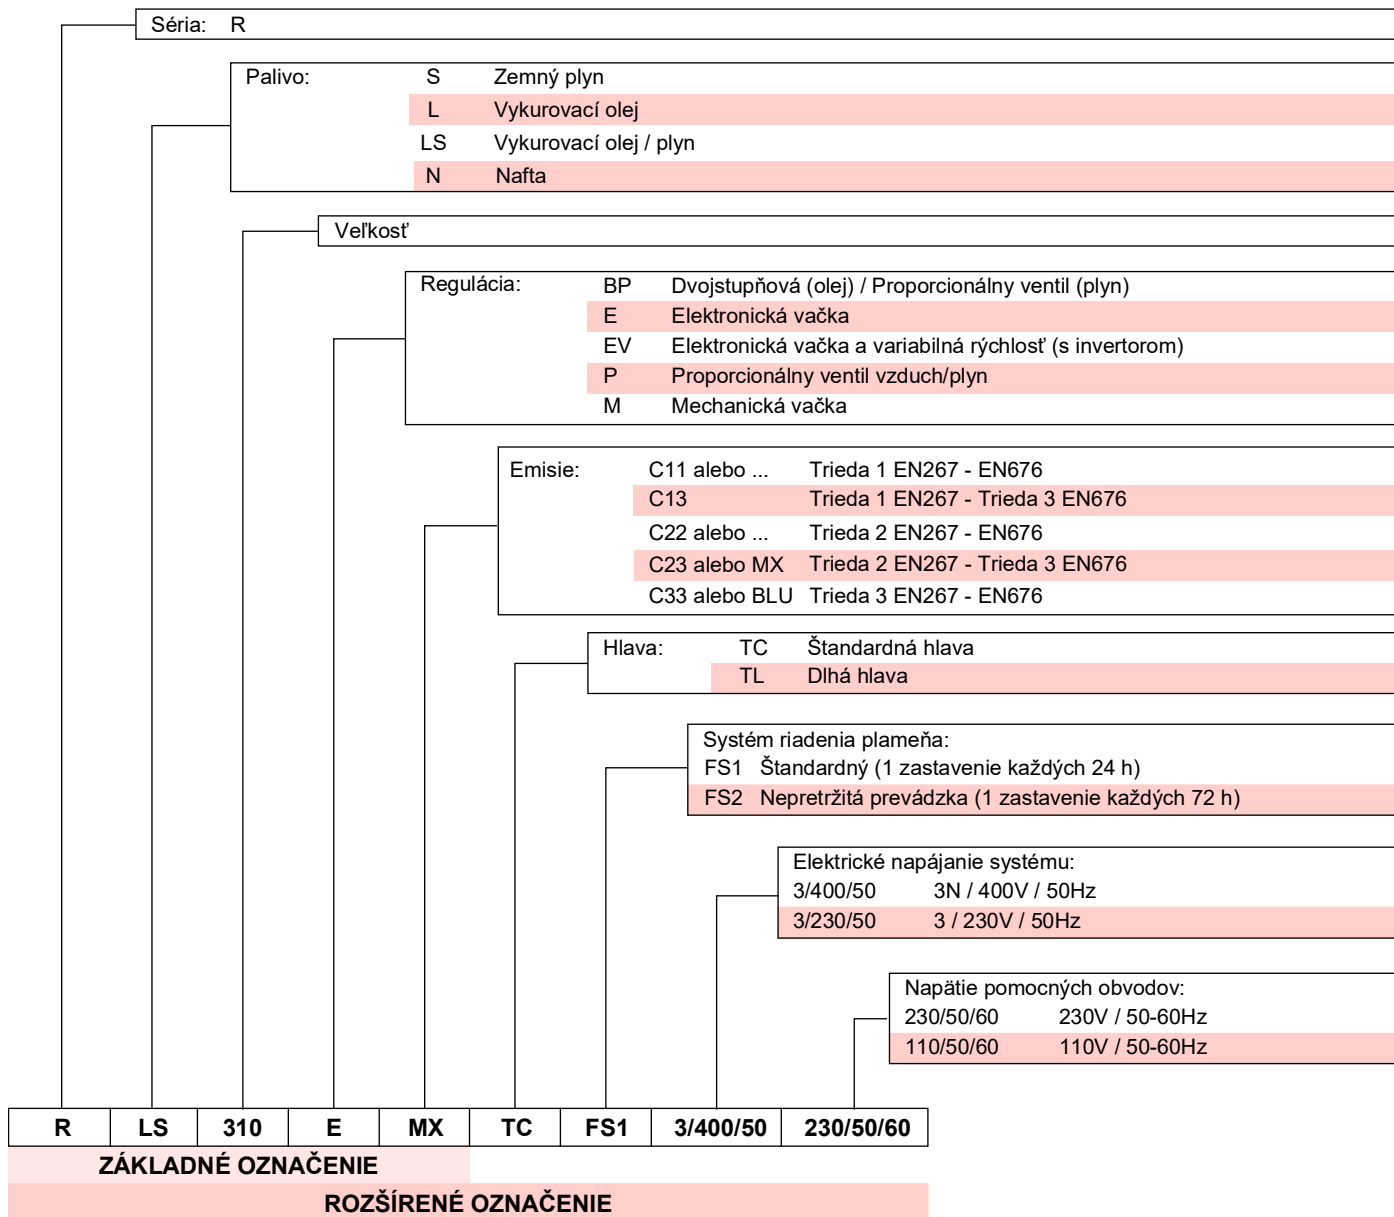 Séria: R
Palivo: S Zemný plyn
L Vykurovací olej
LS Vykurovací olej / plyn
N Nafta
Veľkosť
Regulácia: BP Dvojstupňová (olej) / Proporcionálny ventil (plyn)
E Elektronická vačka
EV Elektronická vačka a variabilná rýchlosť (s invertorom)
P Proporcionálny ventil vzduch/plyn
M Mechanická vačka
Emisie: C11 alebo ... Trieda 1 EN267 - EN676
C13 Trieda 1 EN267 - Trieda 3 EN676
C22 alebo ... Trieda 2 EN267 - EN676
C23 alebo MX Trieda 2 EN267 - Trieda 3 EN676
C33 alebo BLU Trieda 3 EN267 - EN676
Hlava: TC Štandardná hlava
TL Dlhá hlava
Systém riadenia plameňa:
FS1 Štandardný (1 zastavenie každých 24 h)
FS2 Nepretržitá prevádzka (1 zastavenie každých 72 h)
Elektrické napájanie systému:
3/400/50 3N / 400V / 50Hz
3/230/50 3 / 230V / 50Hz
Napätie pomocných obvodov:
230/50/60 230V / 50-60Hz
110/50/60 110V / 50-60Hz
R LS 310 E MX TC FS1 3/400/50 230/50/60
ZÁKLADNÉ OZNAČENIE
ROZŠÍRENÉ OZNAČENIE